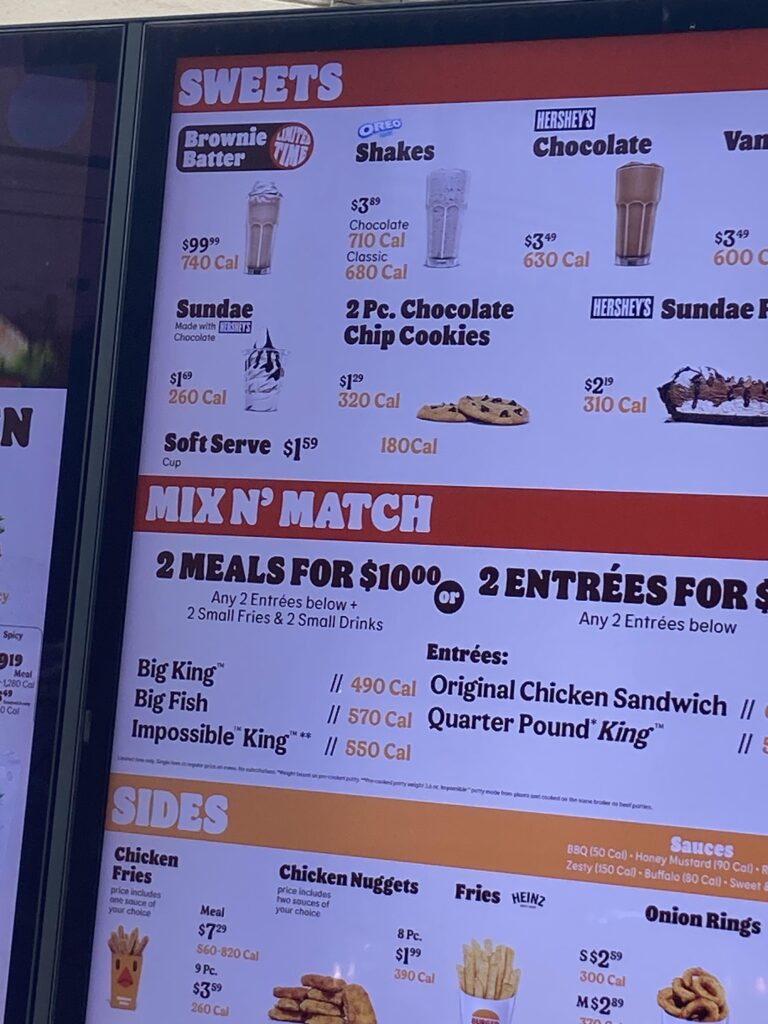 SWEETS
Brownie Batter
LIMITED TIME
$99⁹⁹
740 Cal
OREO
Shakes
$3⁸⁹
Chocolate
710 Cal
Classic
680 Cal
HERSHEY'S
Chocolate
$3⁴⁹
630 Cal
Van
$3⁴⁹
600 C
Sundae
Made with HERSHEY'S
Chocolate
$1⁶⁹
260 Cal
2 Pc. Chocolate
Chip Cookies
$1²⁹
320 Cal
HERSHEY'S Sundae
$2¹⁹
310 Cal
Soft Serve $1⁵⁹ 180Cal
Cup
MIX N' MATCH
2 MEALS FOR $10⁰⁰
Any 2 Entrées below +
2 Small Fries & 2 Small Drinks
or
2 ENTRÉES FOR $
Any 2 Entrées below
Big King™ // 490 Cal
Big Fish // 570 Cal
Impossible™ King™** // 550 Cal
Entrées:
Original Chicken Sandwich //
Quarter Pound* King™ //
SIDES
Sauces
BBQ (50 Cal) • Honey Mustard (90 Cal) • R
Zesty (150 Cal) • Buffalo (80 Cal) • Sweet &
Chicken
Fries
price includes
one sauce of
your choice
Meal
$7²⁹
560-820 Cal
9 Pc.
$3⁵⁹
260 Cal
Chicken Nuggets
price includes
two sauces of
your choice
8 Pc.
$1⁹⁹
390 Cal
Fries HEINZ
BURGER
Onion Rings
S $2⁵⁹
300 Cal
M $2⁸⁹
N
Spicy
9¹⁹
Meal
1,280 Cal